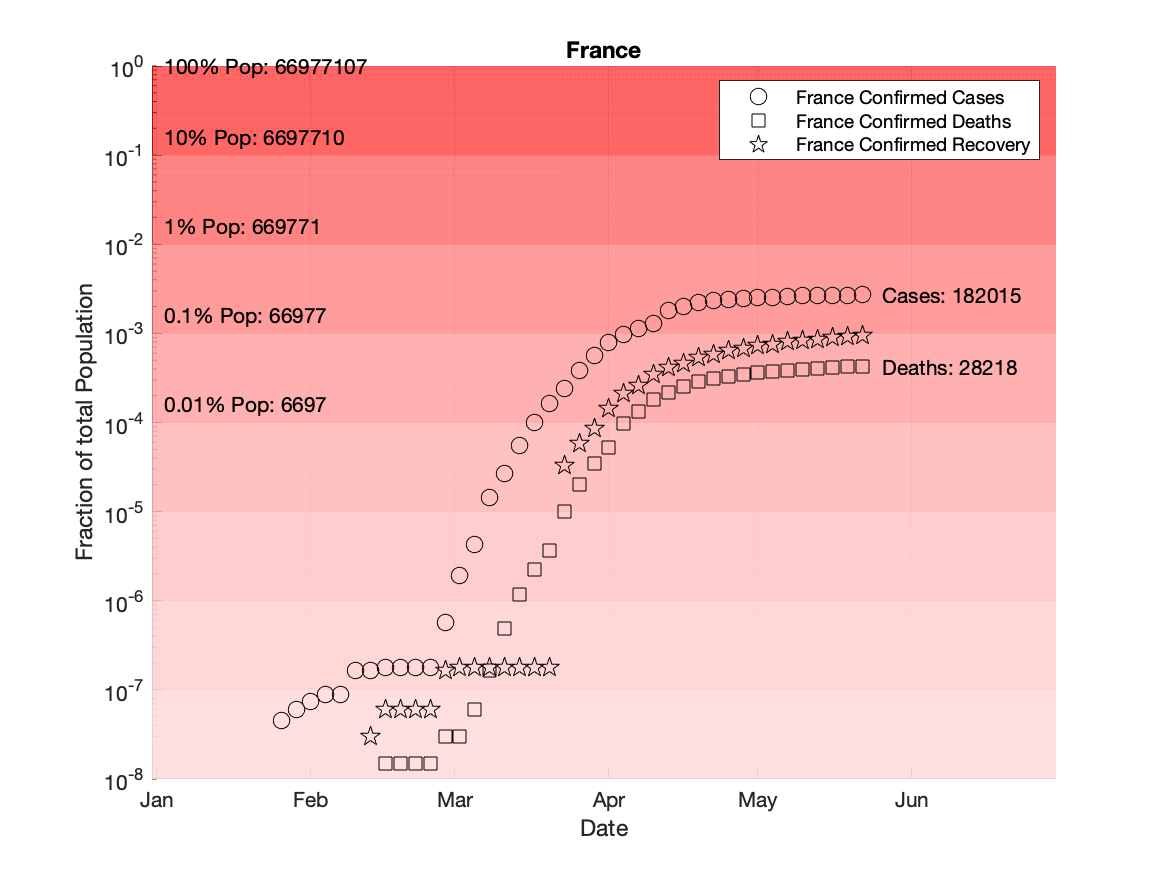 France
10⁰
100% Pop: 66977107
France Confirmed Cases
France Confirmed Deaths
France Confirmed Recovery
10% Pop: 6697710
10⁻¹
1% Pop: 669771
10⁻²
Cases: 182015
0.1% Pop: 66977
10⁻³
Deaths: 28218
0.01% Pop: 6697
10⁻⁴
10⁻⁵
10⁻⁶
10⁻⁷
10⁻⁸
Fraction of total Population
Jan Feb Mar Apr May Jun
Date